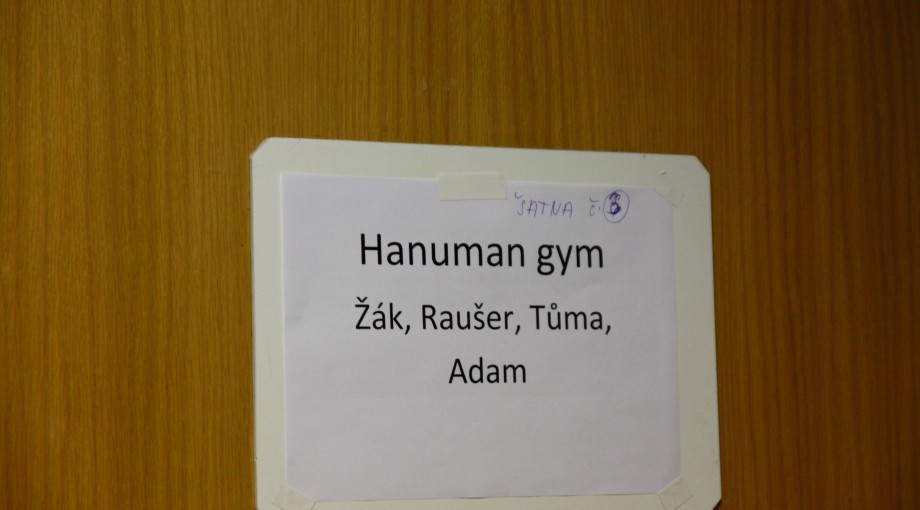 ŠATNA č. 3
Hanuman gym
Žák, Raušer, Tůma,
Adam